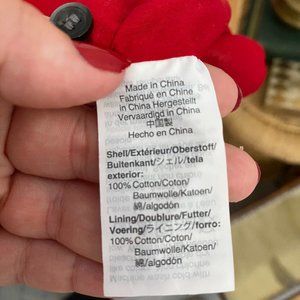 Made in China
Fabriqué en Chine
in China Hergestellt
Vervaardigd in China
中国製
Hecho en China
Shell/Extérieur/Oberstoff/
Buitenkant/シェル/tela
exterior:
100% Cotton/Coton/
Baumwolle/Katoen/
綿/algodón
Lining/Doublure/Futter/
Voering/ライニング/forro:
100% Cotton/Coton/
Baumwolle/Katoen/
綿/algodón